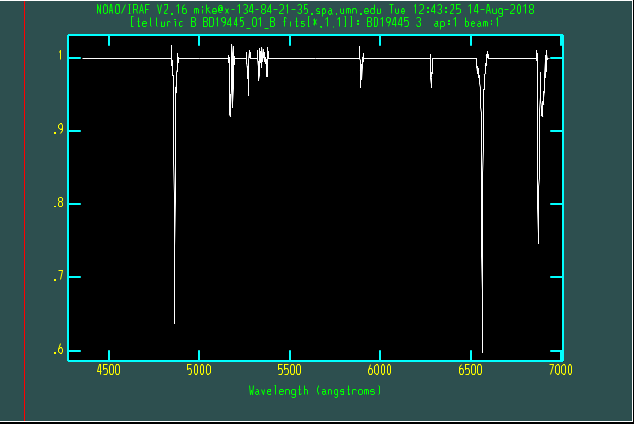 NOAO/IRAF V2.16 mike@x-134-84-21-35.spa.umn.edu Tue 12:43:25 14-Aug-2018
[telluric_B_BD19445_01_B_fits[*,1,1]]: BD19445 3 ap:1 beam:1
1
.9
.8
.7
.6
4500 5000 5500 6000 6500 7000
Wavelength (angstroms)